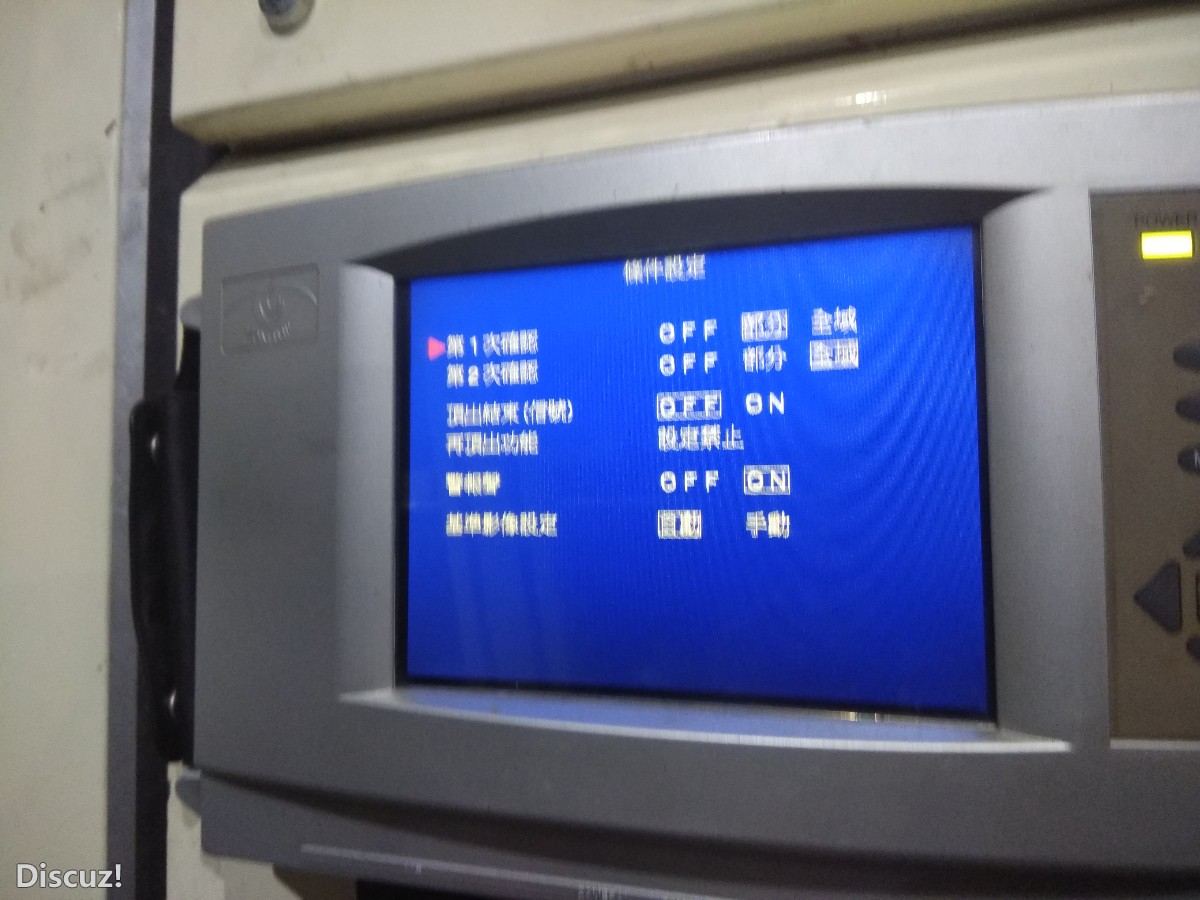 POWER
條件設定
第1次確認 OFF 部分 全域
第2次確認 OFF 部分 全域
頂出結束(信號) OFF ON
再頂出功能 設定禁止
警報聲 OFF ON
基準影像設定 自動 手動
Discuz!